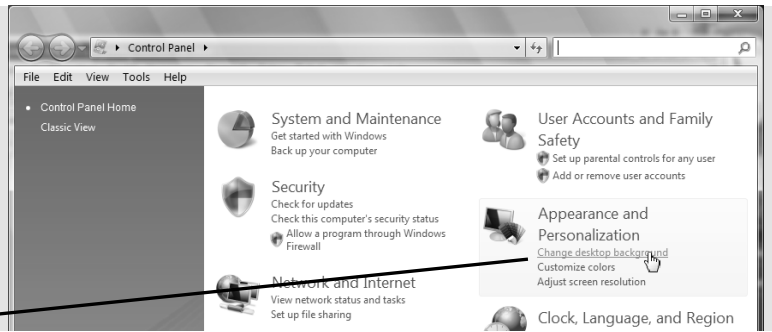 Control Panel
File Edit View Tools Help
Control Panel Home
Classic View
System and Maintenance
Get started with Windows
Back up your computer
Security
Check for updates
Check this computer's security status
Allow a program through Windows
Firewall
Network and Internet
View network status and tasks
Set up file sharing
User Accounts and Family
Safety
Set up parental controls for any user
Add or remove user accounts
Appearance and
Personalization
Change desktop background
Customize colors
Adjust screen resolution
Clock, Language, and Region